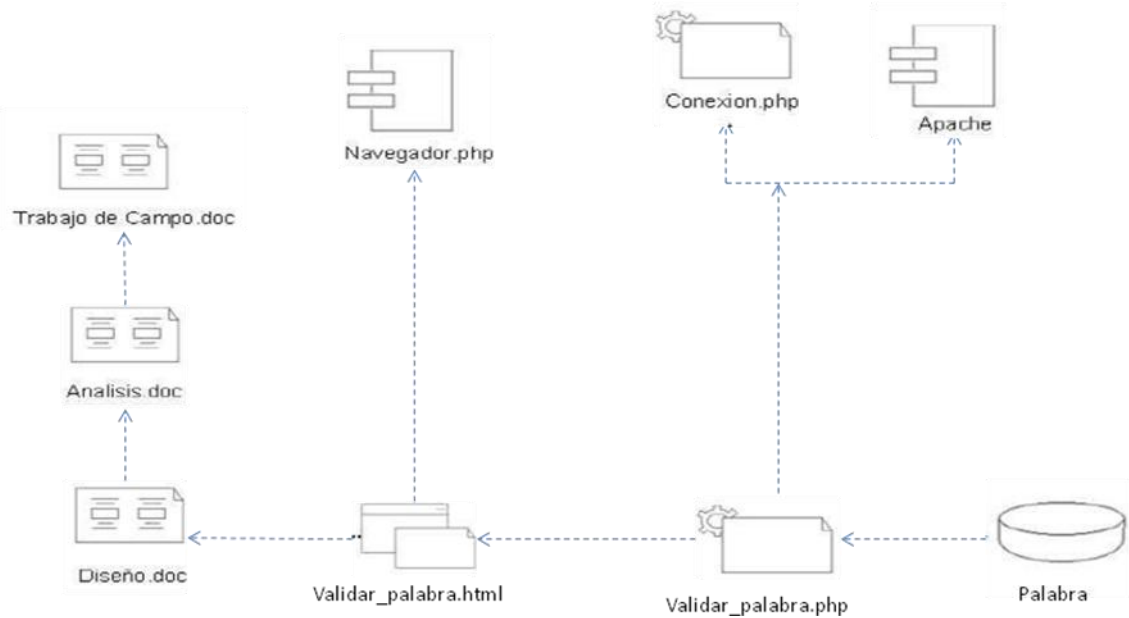 Conexion.php
Apache
Navegador.php
Trabajo de Campo.doc
Analisis.doc
Diseño.doc
Validar_palabra.html
Validar_palabra.php
Palabra